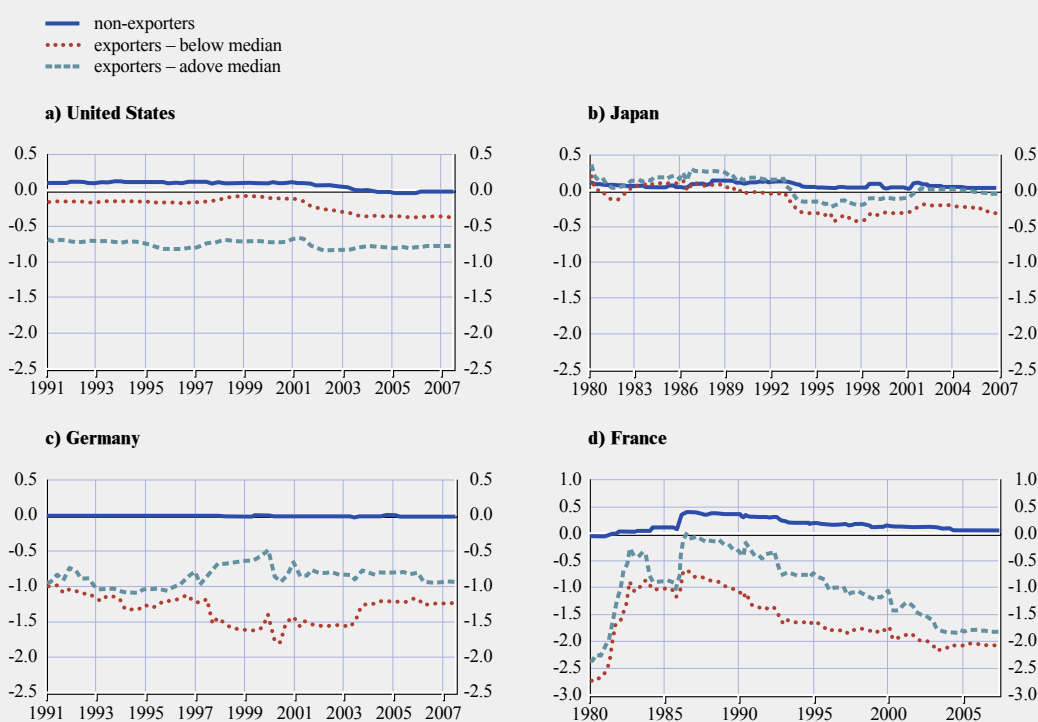 non-exporters
exporters – below median
exporters – adove median
a) United States
0.5 0.5
0.0 0.0
-0.5 -0.5
-1.0 -1.0
-1.5 -1.5
-2.0 -2.0
-2.5 -2.5
1991 1993 1995 1997 1999 2001 2003 2005 2007
b) Japan
0.5 0.5
0.0 0.0
-0.5 -0.5
-1.0 -1.0
-1.5 -1.5
-2.0 -2.0
-2.5 -2.5
1980 1983 1986 1989 1992 1995 1998 2001 2004 2007
c) Germany
0.5 0.5
0.0 0.0
-0.5 -0.5
-1.0 -1.0
-1.5 -1.5
-2.0 -2.0
-2.5 -2.5
1991 1993 1995 1997 1999 2001 2003 2005 2007
d) France
1.0 1.0
0.5 0.5
0.0 0.0
-0.5 -0.5
-1.0 -1.0
-1.5 -1.5
-2.0 -2.0
-2.5 -2.5
-3.0 -3.0
1980 1985 1990 1995 2000 2005